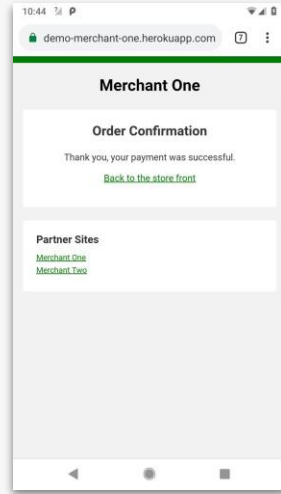 10:44
demo-merchant-one.herokuapp.com 7
Merchant One
Order Confirmation
Thank you, your payment was successful.
Back to the store front
Partner Sites
Merchant One
Merchant Two